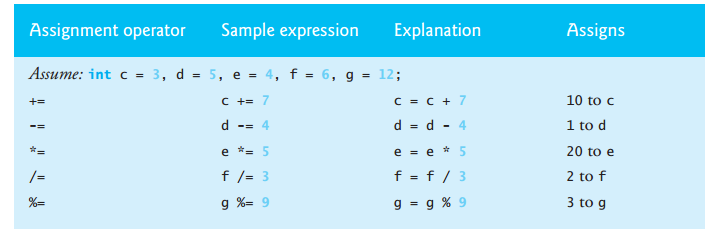 Assignment operator Sample expression Explanation Assigns
Assume: int c = 3, d = 5, e = 4, f = 6, g = 12;
+= c += 7 c = c + 7 10 to c
-= d -= 4 d = d - 4 1 to d
*= e *= 5 e = e * 5 20 to e
/= f /= 3 f = f / 3 2 to f
%= g %= 9 g = g % 9 3 to g